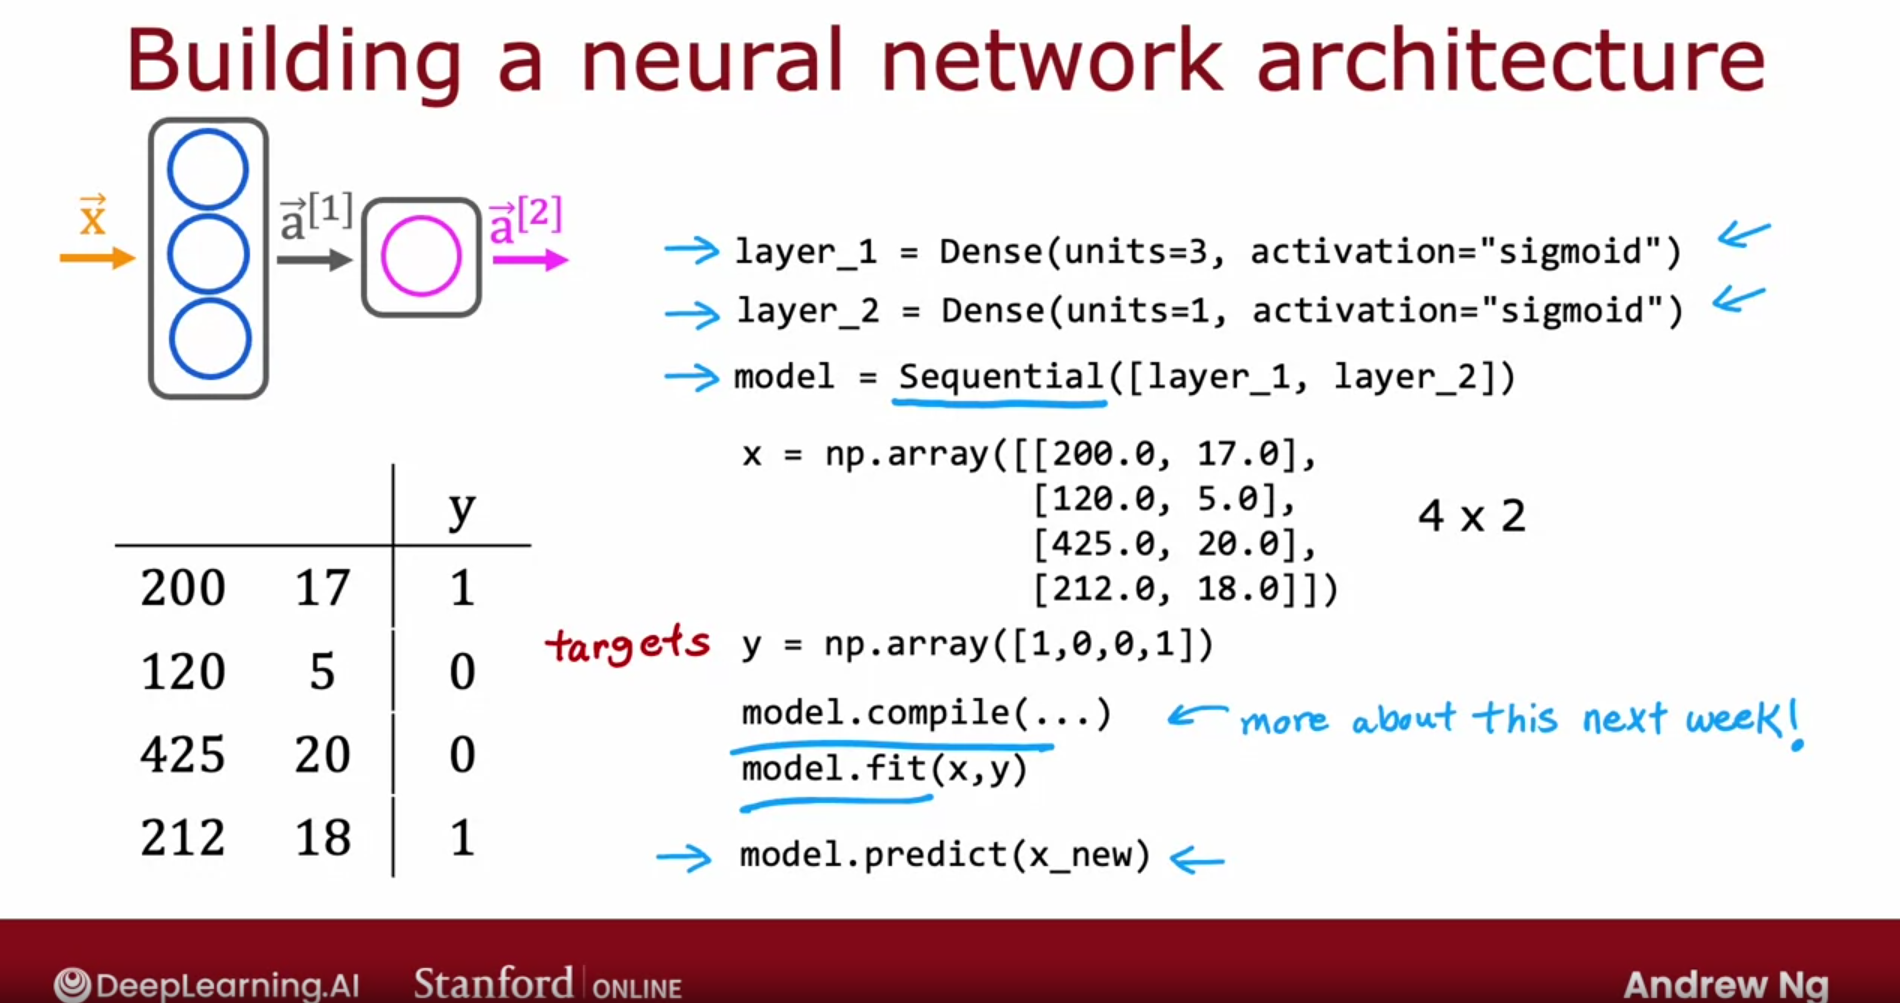 Building a neural network architecture
x⃗
a⃗[1]
a⃗[2]
layer_1 = Dense(units=3, activation="sigmoid")
layer_2 = Dense(units=1, activation="sigmoid")
model = Sequential([layer_1, layer_2])
x = np.array([[200.0, 17.0],
[120.0, 5.0],
[425.0, 20.0],
[212.0, 18.0]])
4 x 2
y
200 17 1
120 5 0
425 20 0
212 18 1
targets y = np.array([1,0,0,1])
model.compile(...) more about this next week!
model.fit(x,y)
model.predict(x_new)
DeepLearning.AI Stanford ONLINE Andrew Ng